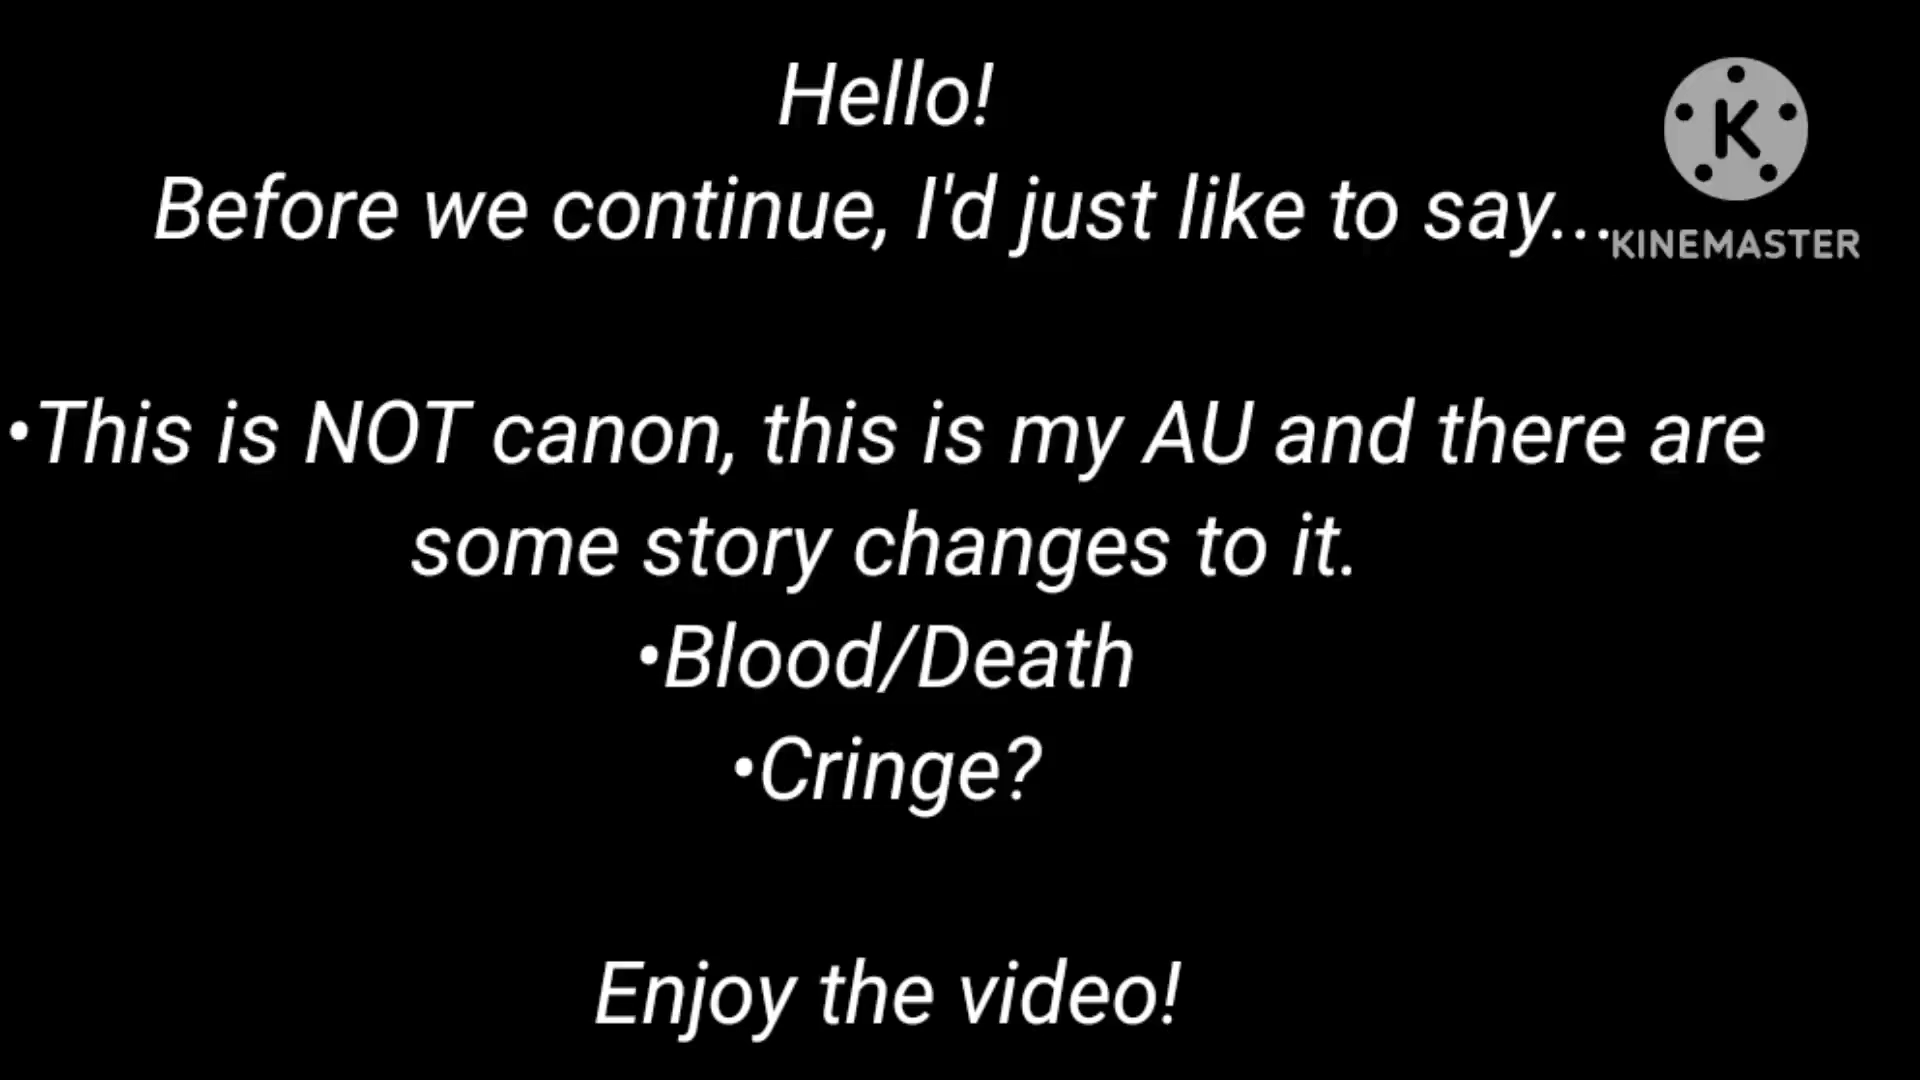 Hello!
Before we continue, I'd just like to say...
K
KINEMASTER
•This is NOT canon, this is my AU and there are
some story changes to it.
•Blood/Death
•Cringe?
Enjoy the video!